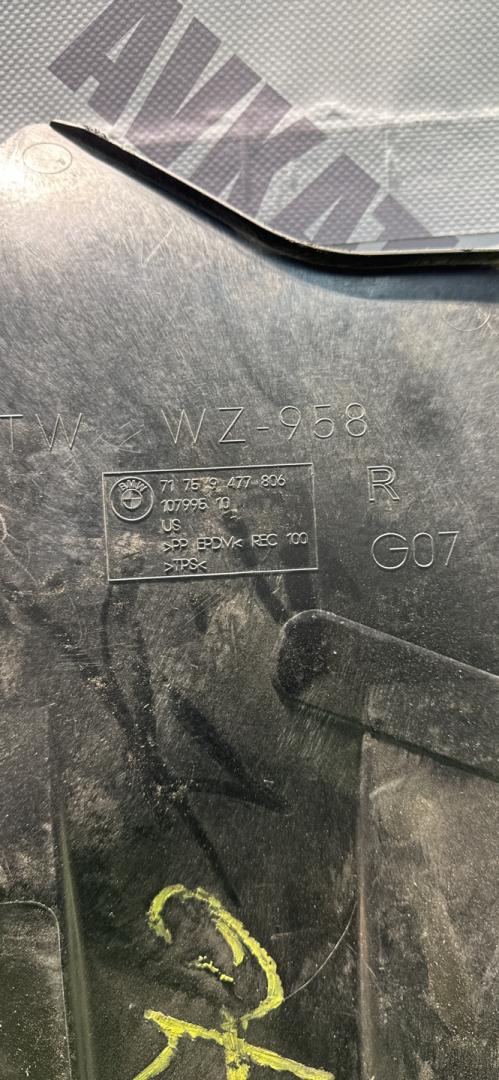 AVKAT
TW WZ-958
BMW
71 75 9 477 806
107995 10
US
>PP EPDM< REC 100
>TPS<
R
G07